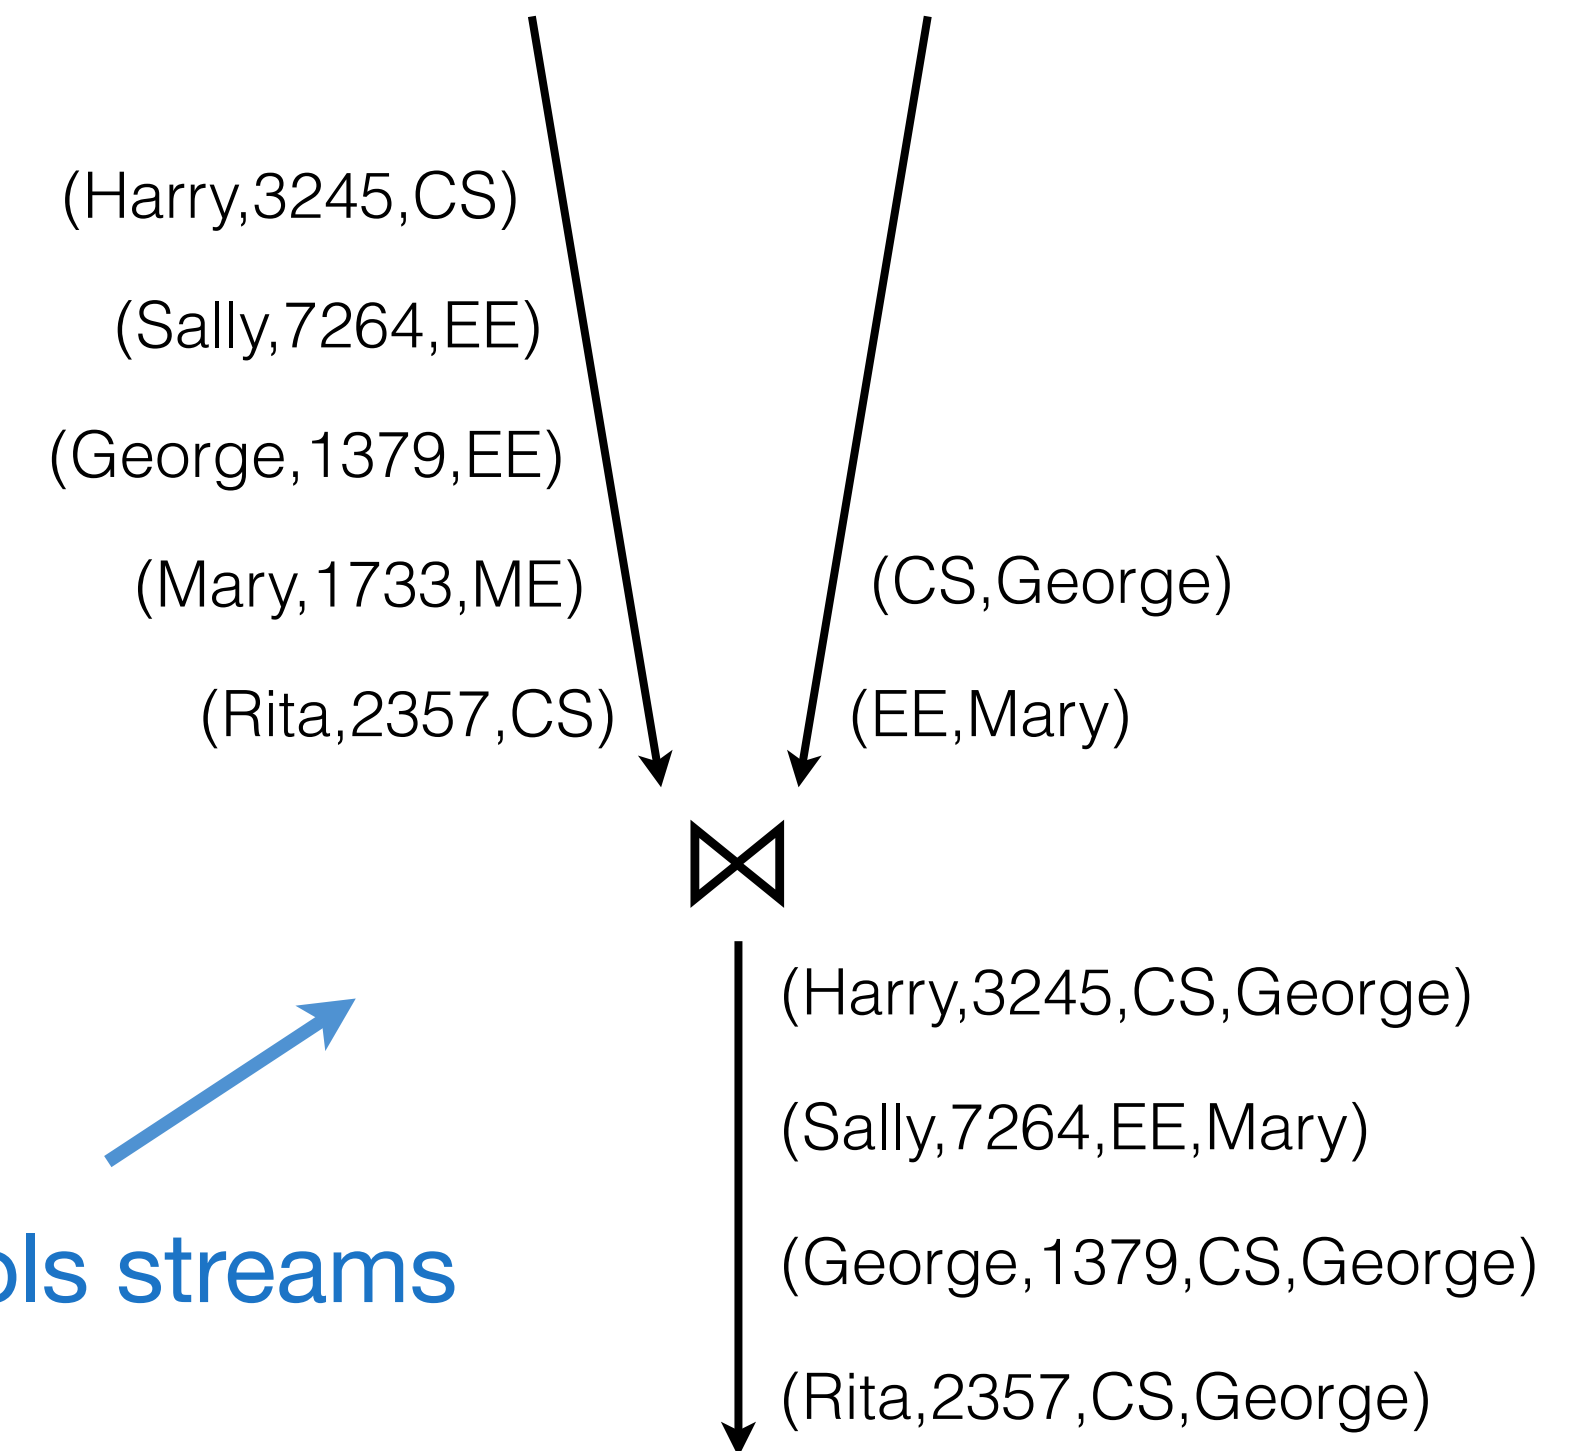 (Harry,3245,CS)
(Sally,7264,EE)
(George,1379,EE)
(Mary,1733,ME)
(CS,George)
(Rita,2357,CS)
(EE,Mary)
(Harry,3245,CS,George)
(Sally,7264,EE,Mary)
ols streams
(George,1379,CS,George)
(Rita,2357,CS,George)